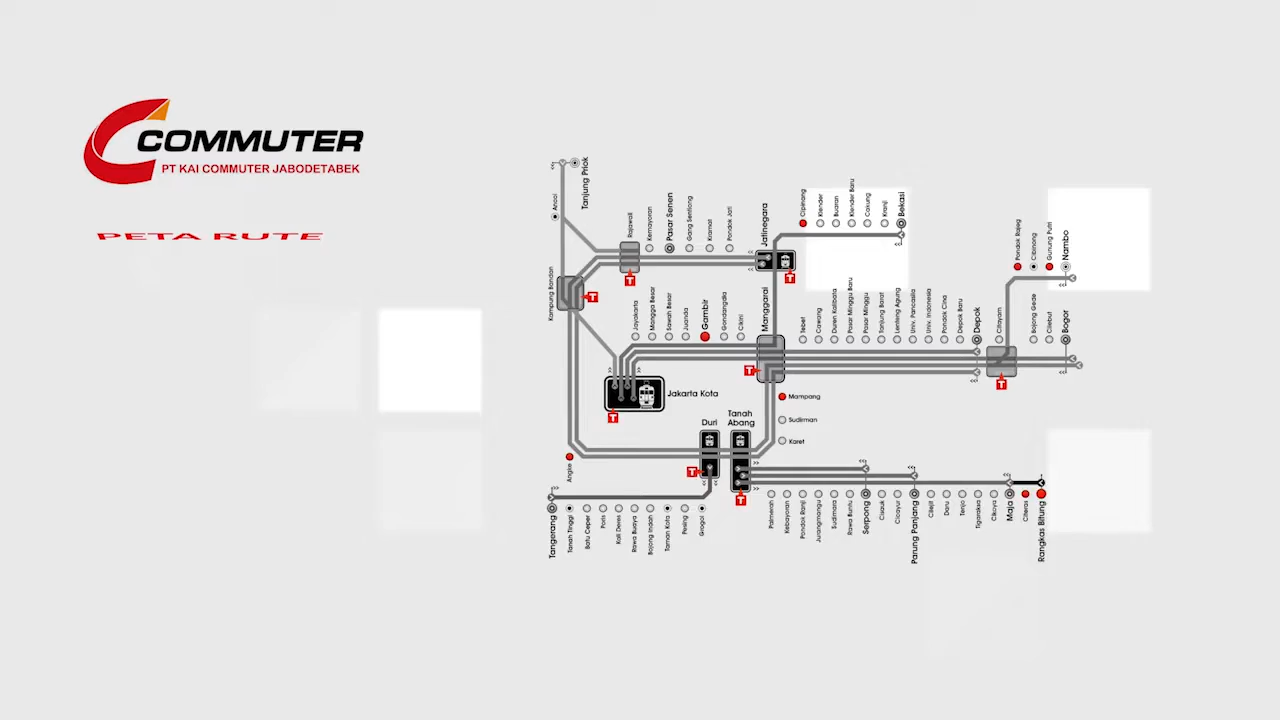 COMMUTER
PT KAI COMMUTER JABODETABEK
PETA RUTE
Ancol
Tanjung Priok
Kampung Bandan
Rajawali
Kemayoran
Pasar Senen
Gang Sentiong
Kramat
Pondok Jati
Jatinegara
Cipinang
Klender
Buaran
Klender Baru
Cakung
Kranji
Bekasi
Jayakarta
Mangga Besar
Sawah Besar
Juanda
Gambir
Gondangdia
Cikini
Manggarai
Tebet
Cawang
Duren Kalibata
Pasar Minggu Baru
Pasar Minggu
Tanjung Barat
Lenteng Agung
Univ. Pancasila
Univ. Indonesia
Pondok Cina
Depok Baru
Depok
Citayam
Pondok Rajeg
Cibinong
Gunung Putri
Nambo
Bojong Gede
Cilebut
Bogor
Jakarta Kota
Mampang
Sudirman
Karet
Duri
Tanah
Abang
Angke
Tangerang
Tanah Tinggi
Batu Ceper
Poris
Kali Deres
Rawa Buaya
Bojong Indah
Taman Kota
Pesing
Grogol
Palmerah
Kebayoran
Pondok Ranji
Jurangmangu
Sudimara
Rawa Buntu
Serpong
Cisauk
Cicayur
Parung Panjang
Cilejit
Daru
Tenjo
Tigaraksa
Cikoya
Maja
Citeras
Rangkas Bitung
T
T
T
T
T
T
T
T